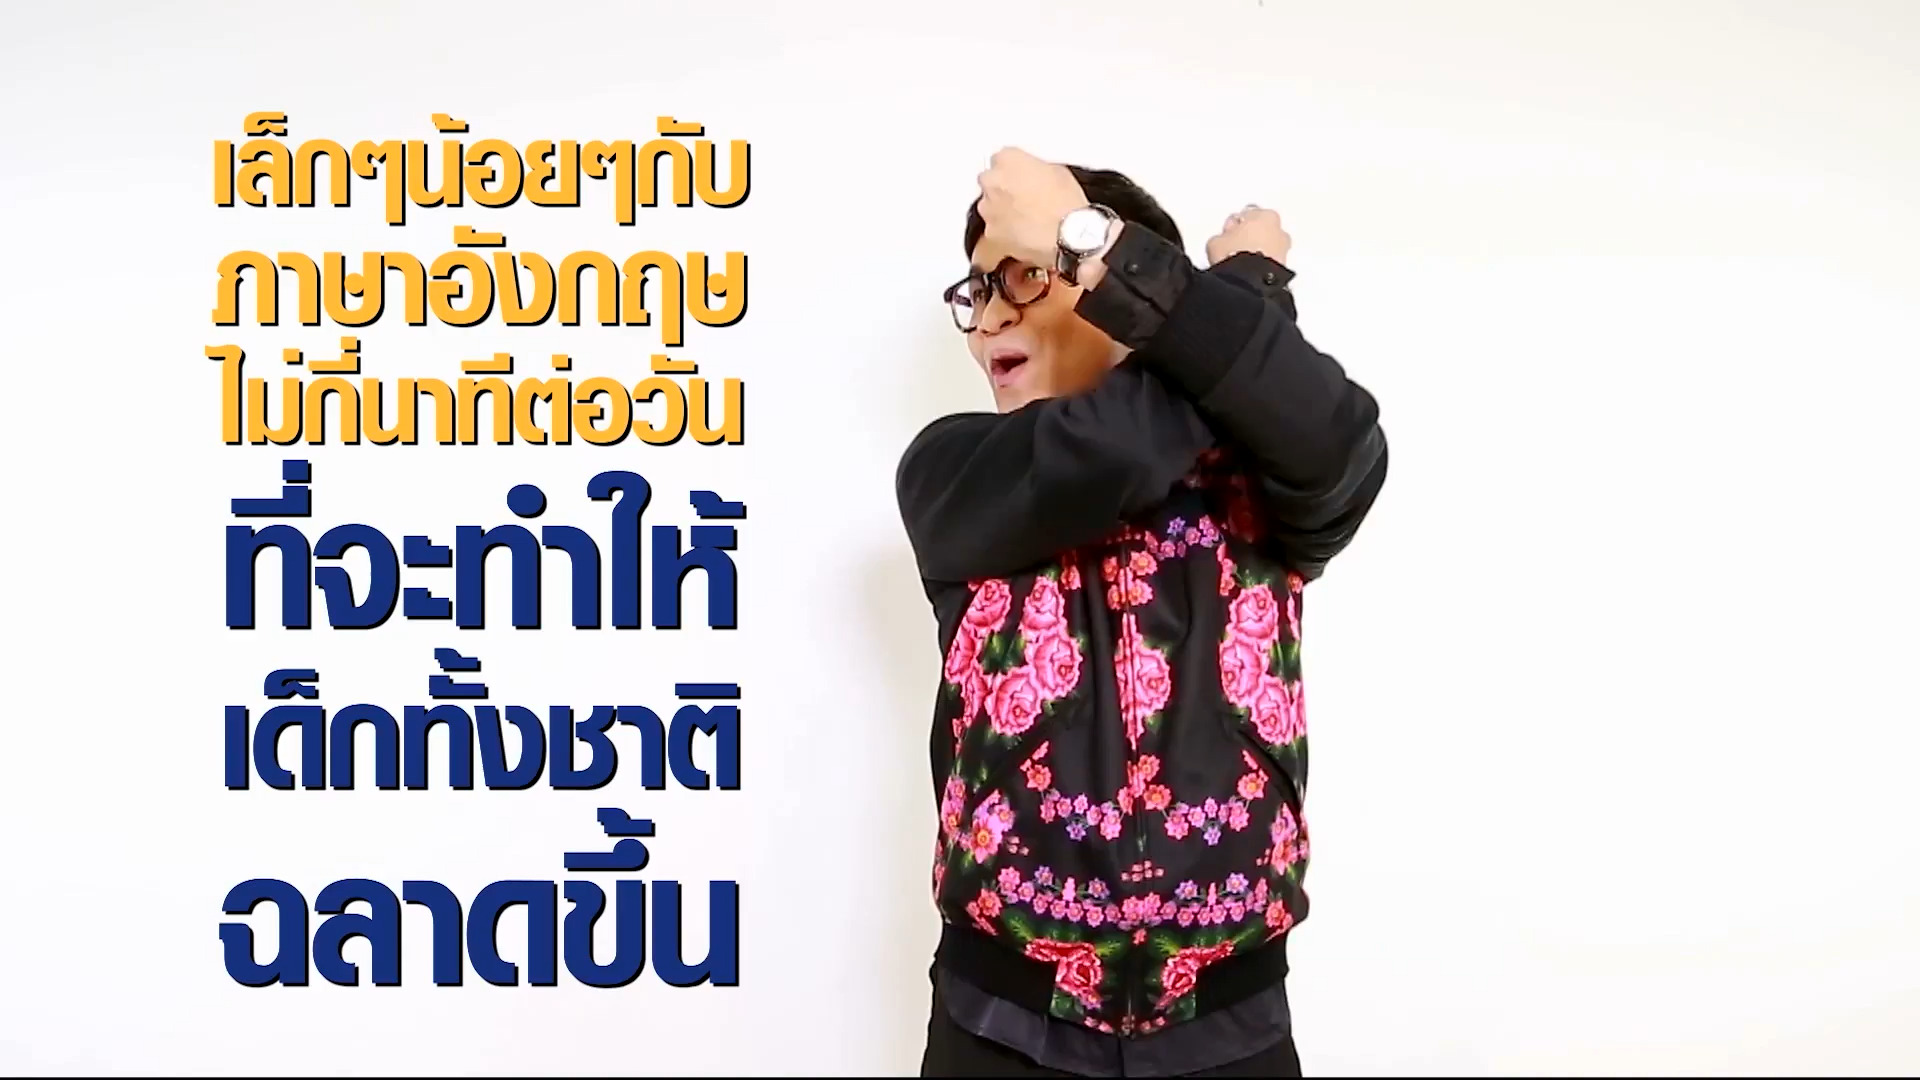 เล็กๆน้อยๆกับ
ภาษาอังกฤษ
ไม่กี่นาทีต่อวัน
ที่จะทำให้
เด็กทั้งชาติ
ฉลาดขึ้น